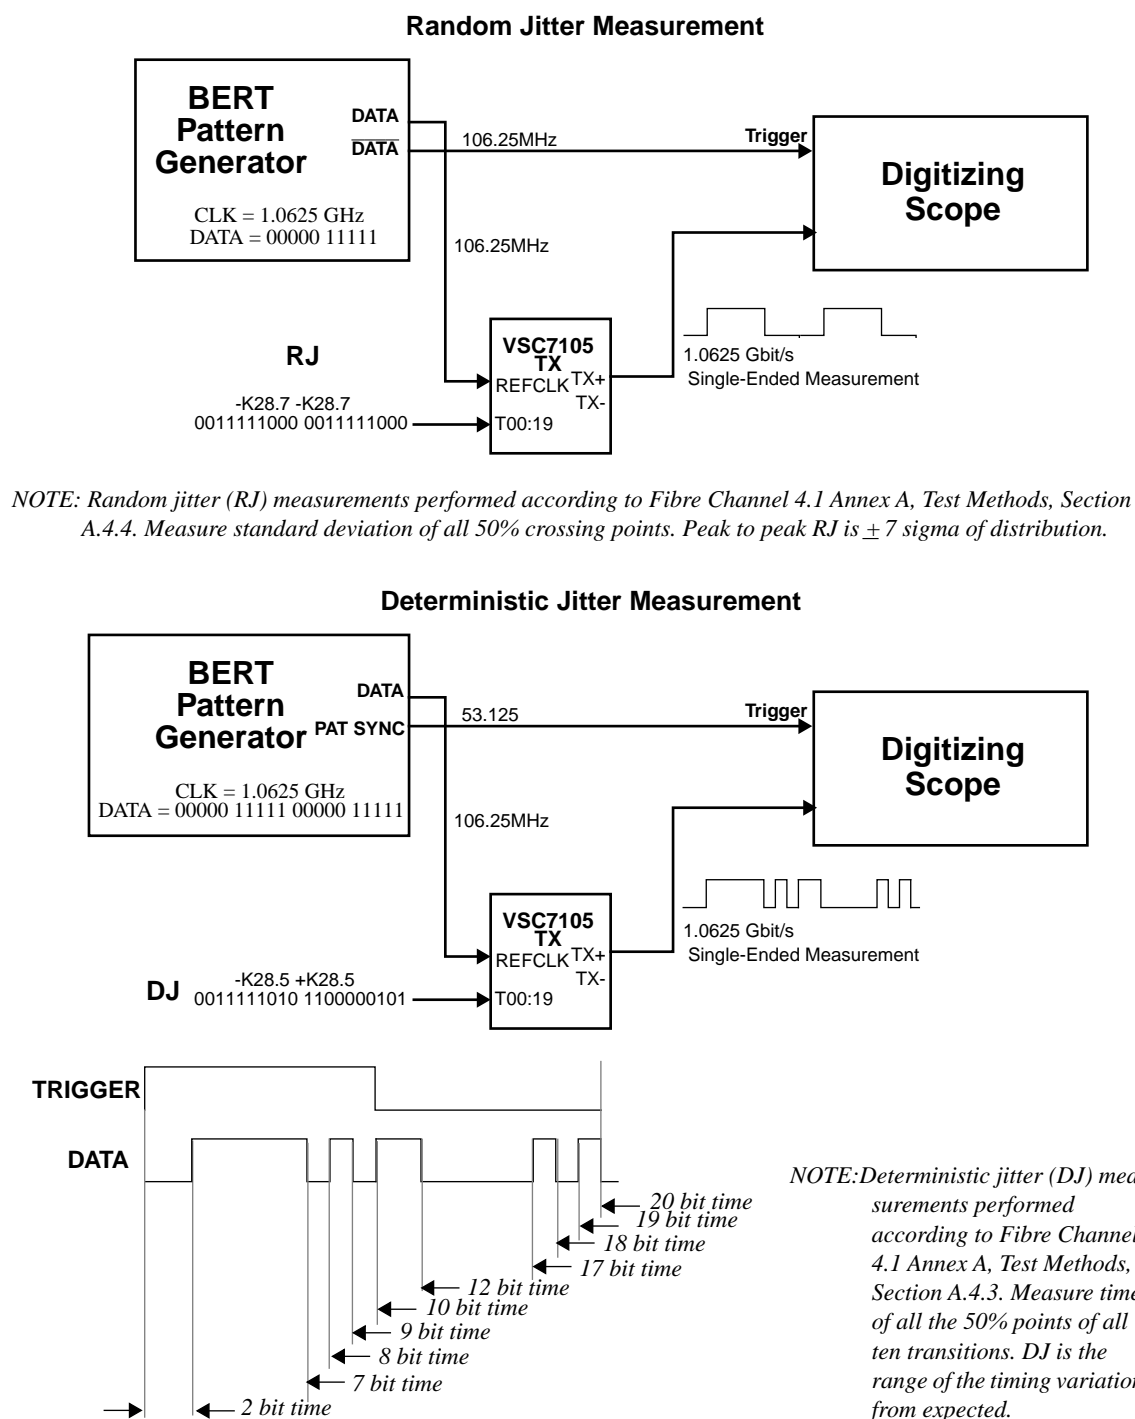 Random Jitter Measurement
BERT
Pattern
Generator
DATA
DATA
CLK = 1.0625 GHz
DATA = 00000 11111
106.25MHz
Trigger
Digitizing
Scope
106.25MHz
RJ
-K28.7 -K28.7
0011111000 0011111000
VSC7105
TX
REFCLK
TX+
TX-
T00:19
1.0625 Gbit/s
Single-Ended Measurement
NOTE: Random jitter (RJ) measurements performed according to Fibre Channel 4.1 Annex A, Test Methods, Section
A.4.4. Measure standard deviation of all 50% crossing points. Peak to peak RJ is ± 7 sigma of distribution.
Deterministic Jitter Measurement
BERT
Pattern
Generator
DATA
PAT SYNC
CLK = 1.0625 GHz
DATA = 00000 11111 00000 11111
53.125
Trigger
Digitizing
Scope
106.25MHz
DJ
-K28.5 +K28.5
0011111010 1100000101
VSC7105
TX
REFCLK
TX+
TX-
T00:19
1.0625 Gbit/s
Single-Ended Measurement
TRIGGER
DATA
20 bit time
19 bit time
18 bit time
17 bit time
12 bit time
10 bit time
9 bit time
8 bit time
7 bit time
2 bit time
NOTE:Deterministic jitter (DJ) mea
surements performed
according to Fibre Channel
4.1 Annex A, Test Methods,
Section A.4.3. Measure time
of all the 50% points of all
ten transitions. DJ is the
range of the timing variation
from expected.